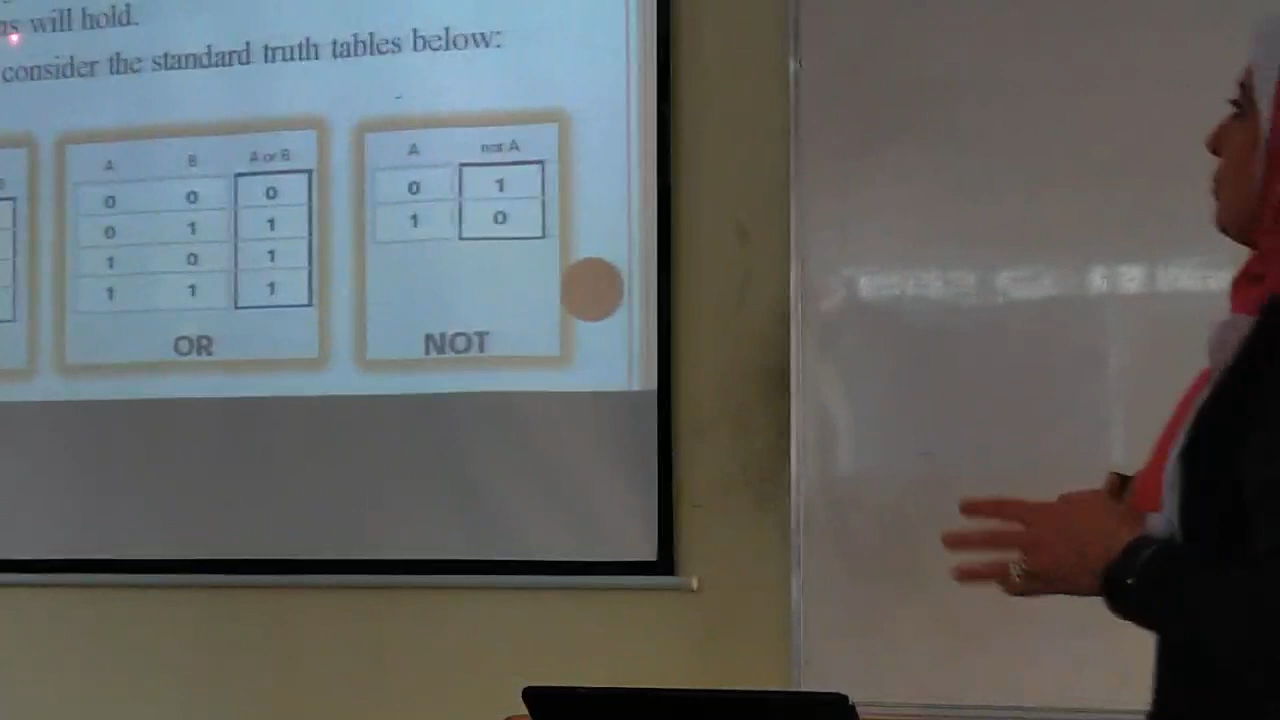 will hold.
consider the standard truth tables below:
A B A or B
0 0 0
0 1 1
1 0 1
1 1 1
OR
A not A
0 1
1 0
NOT